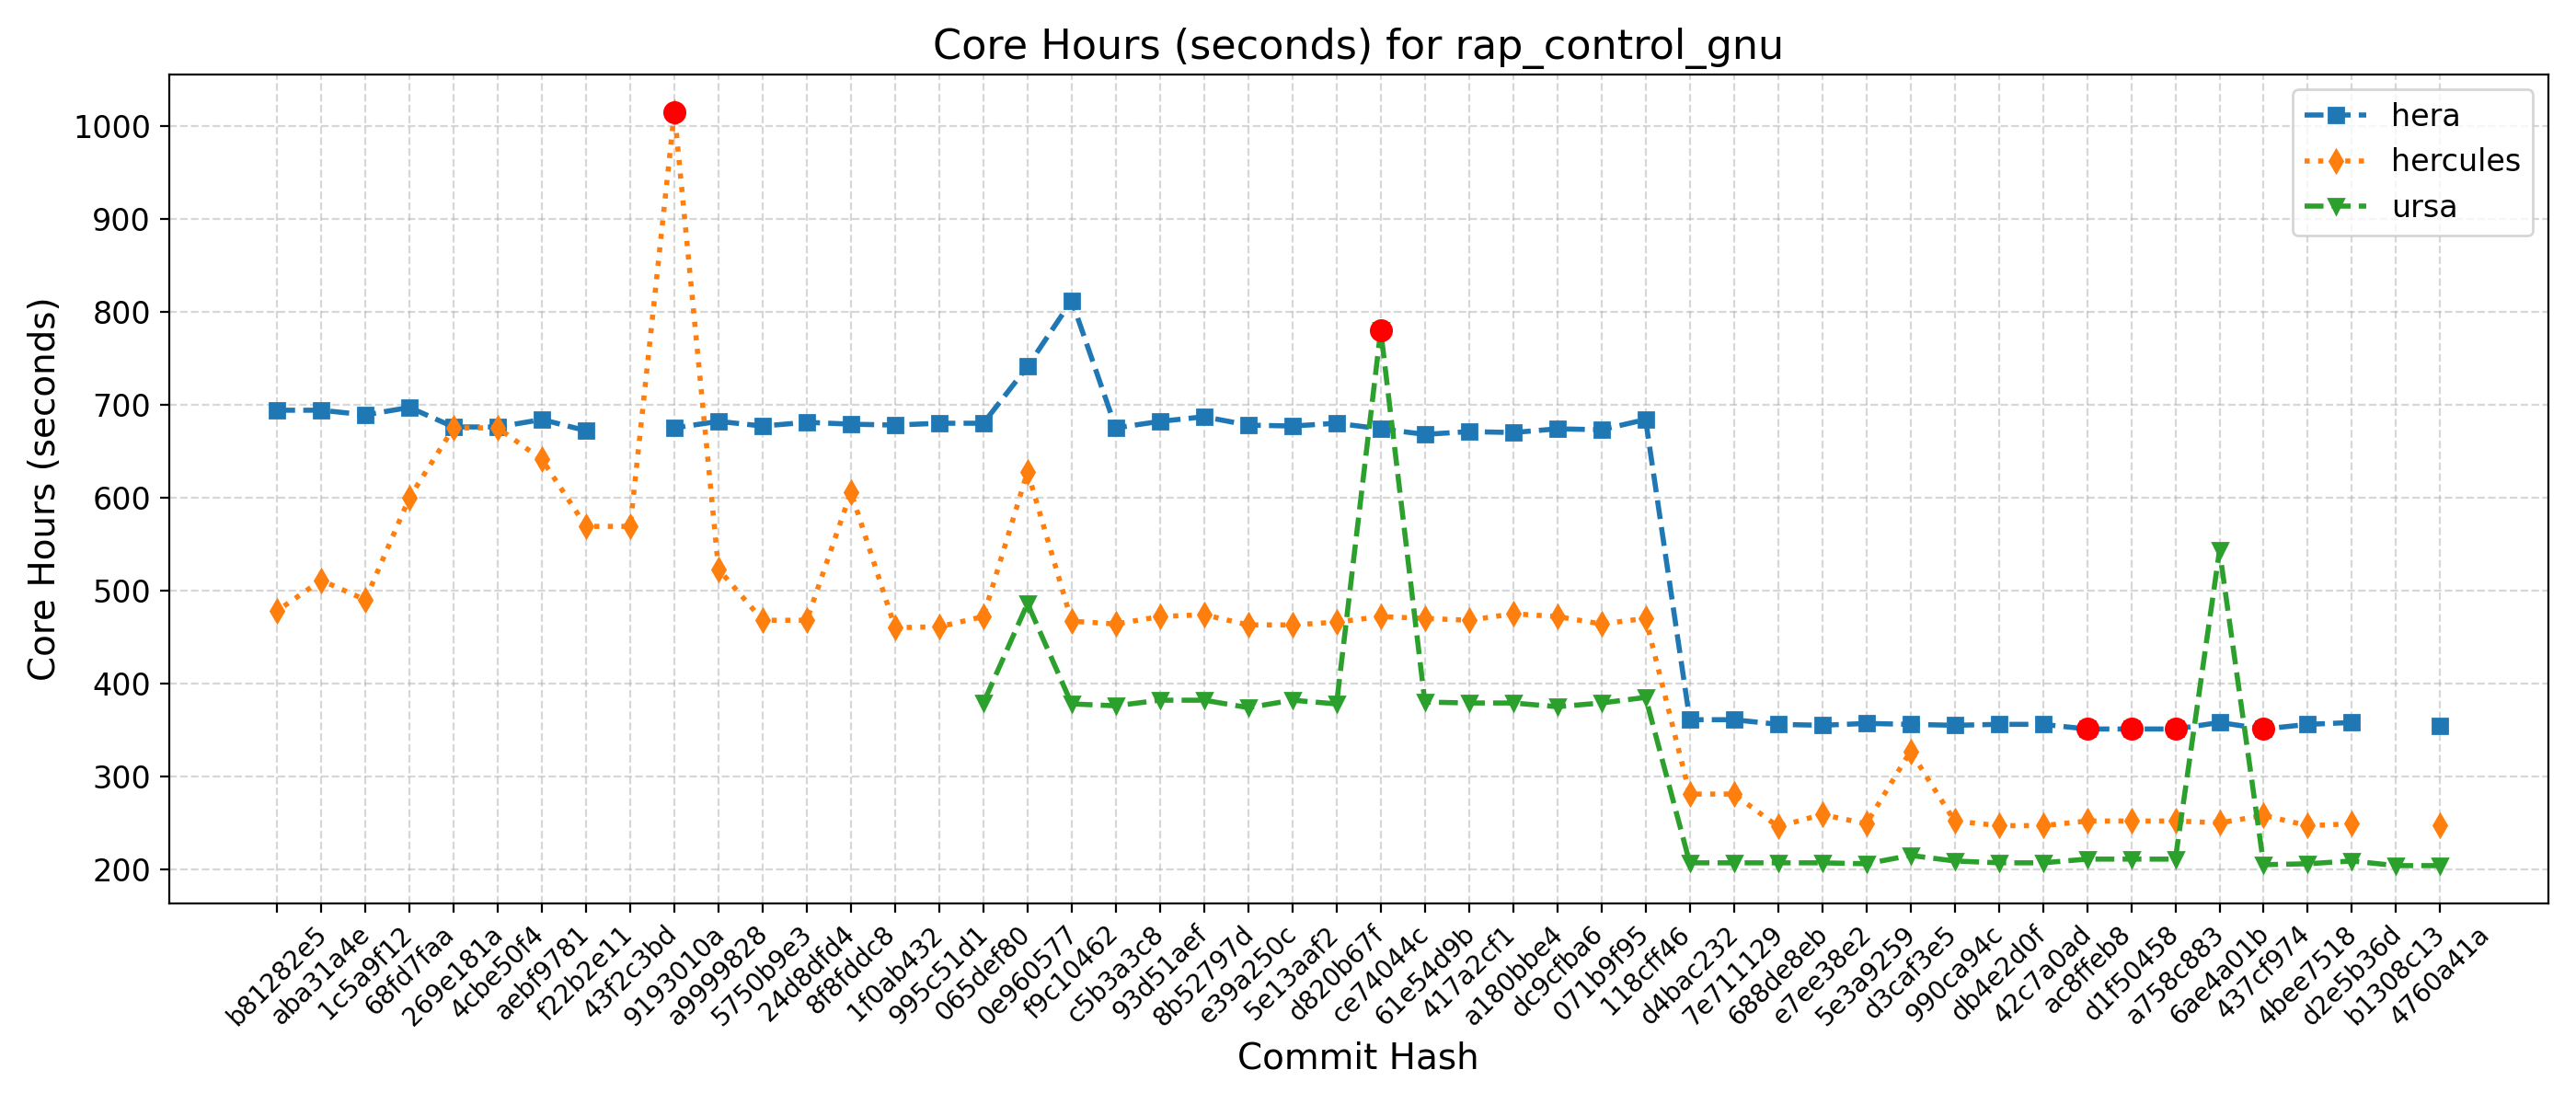 Core Hours (seconds) for rap_control_gnu
Core Hours (seconds)
1000
900
800
700
600
500
400
300
200
hera
hercules
ursa
b81282e5
aba31a4e
1c5a9f12
68fd7faa
269e181a
4cbe50f4
aebf9781
f22b2e11
43f2c3bd
9193010a
a9999828
5750b9e3
24d8dfd4
8f8fddc8
1f0ab432
995c51d1
065def80
0e960577
f9c10462
c5b3a3c8
93d51aef
8b52797d
e39a250c
5e13aaf2
d820b67f
ce74044c
61e54d9b
417a2cf1
a180bbe4
dc9cfba6
071b9f95
118cff46
d4bac232
7e711129
688de8eb
e7ee38e2
5e3a9259
d3caf3e5
990ca94c
db4e2d0f
42c7a0ad
ac8ffeb8
d1f50458
a758c883
6ae4a01b
437cf974
4bee7518
d2e5b36d
b1308c13
4760a41a
Commit Hash